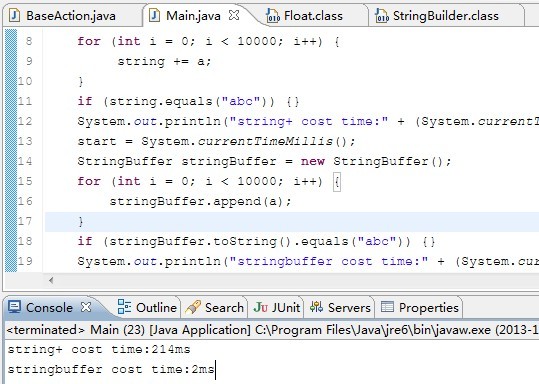 BaseAction.java Main.java Float.class StringBuilder.class
8 for (int i = 0; i < 10000; i++) {
9 string += a;
10 }
11 if (string.equals("abc")) {}
12 System.out.println("string+ cost time:" + (System.currentT
13 start = System.currentTimeMillis();
14 StringBuffer stringBuffer = new StringBuffer();
15 for (int i = 0; i < 10000; i++) {
16 stringBuffer.append(a);
17 }
18 if (stringBuffer.toString().equals("abc")) {}
19 System.out.println("stringbuffer cost time:" + (System.cur
Console Outline Search JUnit Servers Properties
<terminated> Main (23) [Java Application] C:\Program Files\Java\jre6\bin\javaw.exe (2013-1
string+ cost time:214ms
stringbuffer cost time:2ms